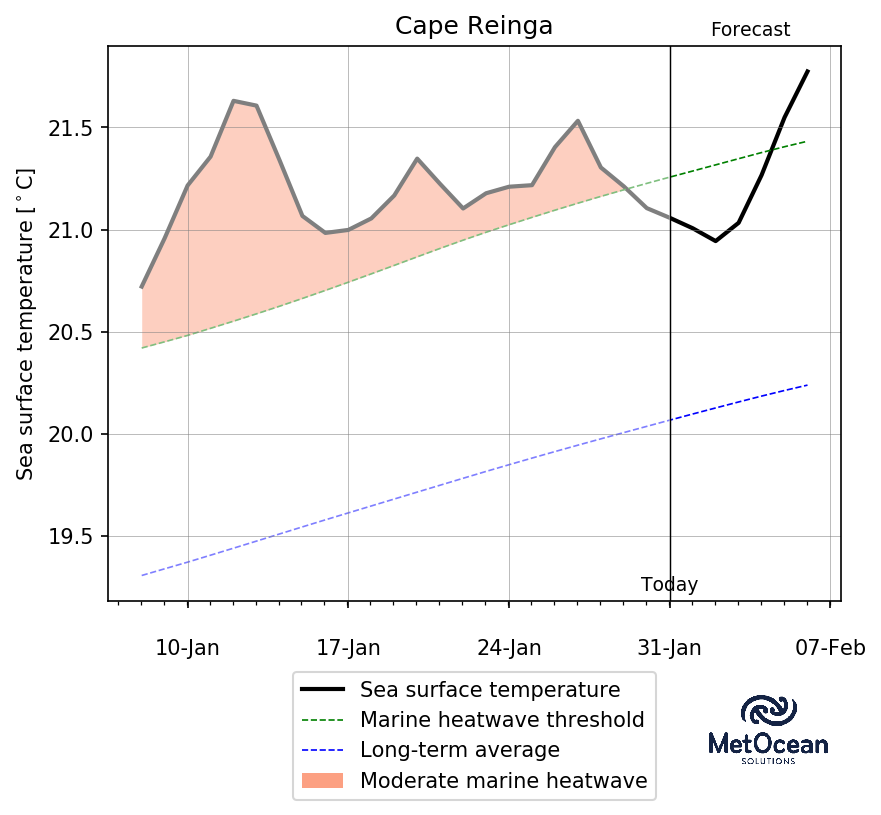 Cape Reinga
Forecast
Sea surface temperature [°C]
21.5
21.0
20.5
20.0
19.5
Today
10-Jan 17-Jan 24-Jan 31-Jan 07-Feb
Sea surface temperature
Marine heatwave threshold
Long-term average
Moderate marine heatwave
MetOcean
SOLUTIONS